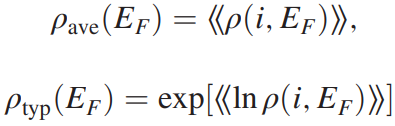 ρ_ave(E_F) = ⟪ρ(i, E_F)⟫,
ρ_typ(E_F) = exp[⟪ln ρ(i, E_F)⟫]